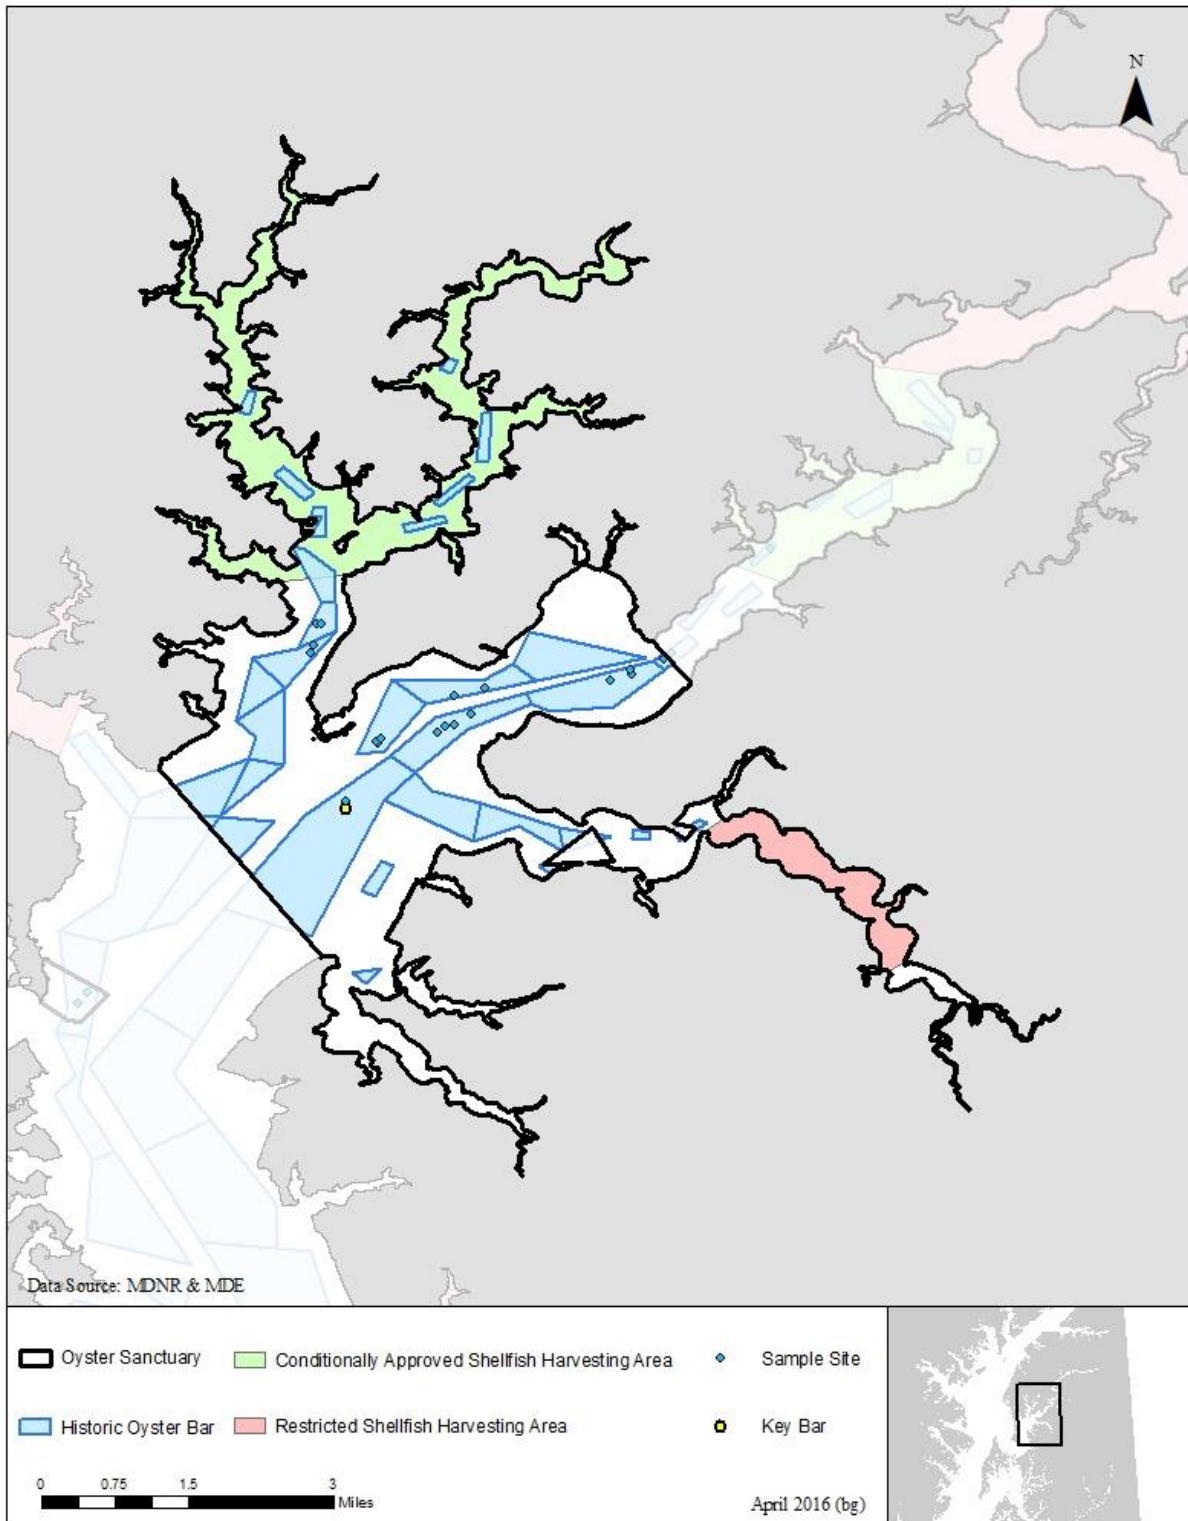 N
Data Source: MDNR & MDE
Oyster Sanctuary
Conditionally Approved Shellfish Harvesting Area
Sample Site
Historic Oyster Bar
Restricted Shellfish Harvesting Area
Key Bar
0 0.75 1.5 3
Miles
April 2016 (bg)